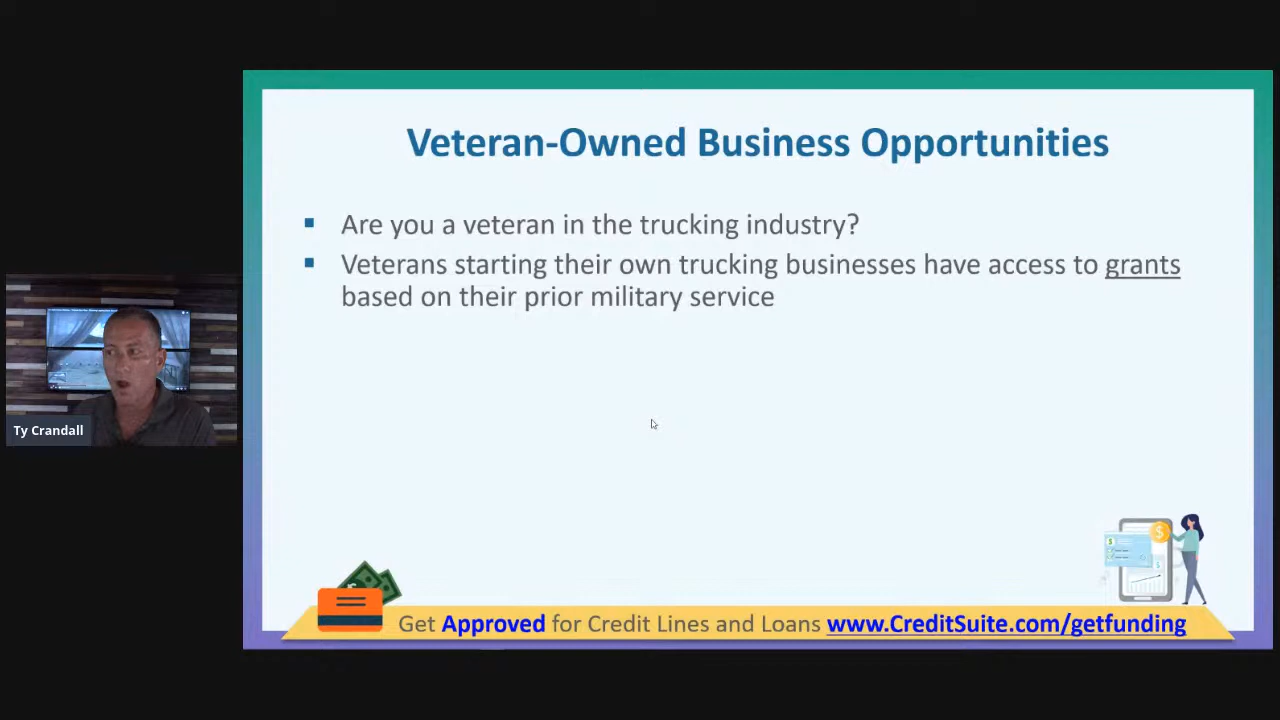 Veteran-Owned Business Opportunities
Are you a veteran in the trucking industry?
Veterans starting their own trucking businesses have access to grants
based on their prior military service
Ty Crandall
Get Approved for Credit Lines and Loans www.CreditSuite.com/getfunding